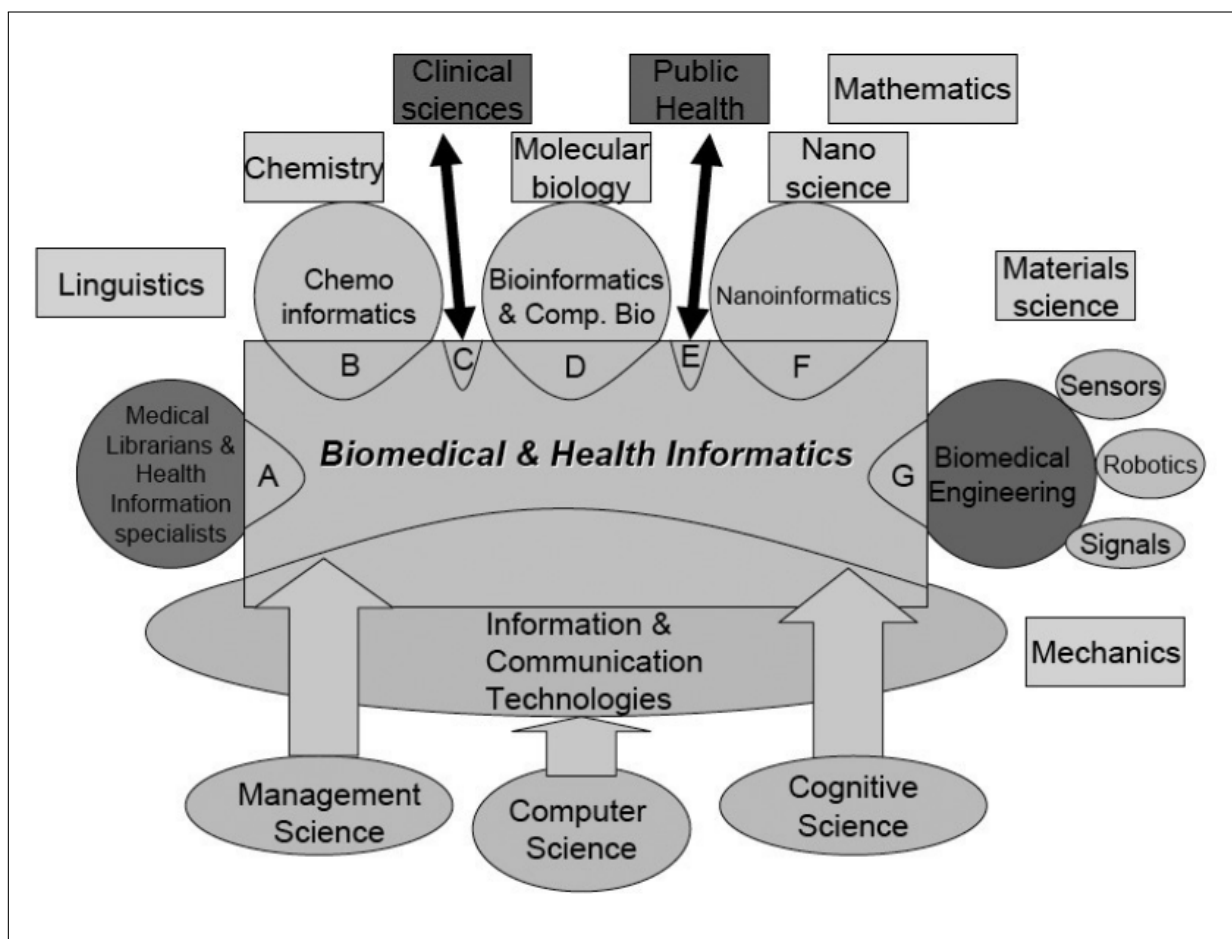 Clinical
sciences
Public
Health
Mathematics
Chemistry
Molecular
biology
Nano
science
Linguistics
Chemo
informatics
Bioinformatics
& Comp. Bio
Nanoinformatics
Materials
science
B
C
D
E
F
Sensors
Medical
Librarians &
Health
Information
specialists
A
Biomedical & Health Informatics
G
Biomedical
Engineering
Robotics
Signals
Information &
Communication
Technologies
Mechanics
Management
Science
Computer
Science
Cognitive
Science